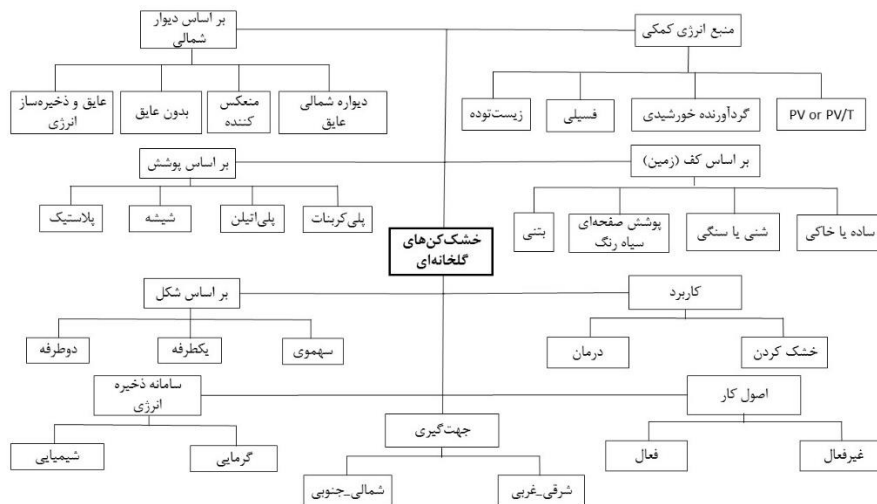 منبع انرژی کمکی
PV or PV/T
گردآورنده خورشیدی
فسیلی
زیست‌توده
بر اساس دیوار
شمالی
دیواره شمالی
عایق
منعکس
کننده
بدون عایق
عایق و ذخیره‌ساز
انرژی
بر اساس کف (زمین)
ساده یا خاکی
شنی یا سنگی
پوشش صفحه‌ای
سیاه رنگ
بتنی
بر اساس پوشش
پلی‌کربنات
پلی‌اتیلن
شیشه
پلاستیک
خشک‌کن‌های
گلخانه‌ای
کاربرد
خشک کردن
درمان
بر اساس شکل
سهموی
یکطرفه
دوطرفه
اصول کار
غیرفعال
فعال
سامانه ذخیره
انرژی
گرمایی
شیمیایی
جهت‌گیری
شرقی_غربی
شمالی_جنوبی